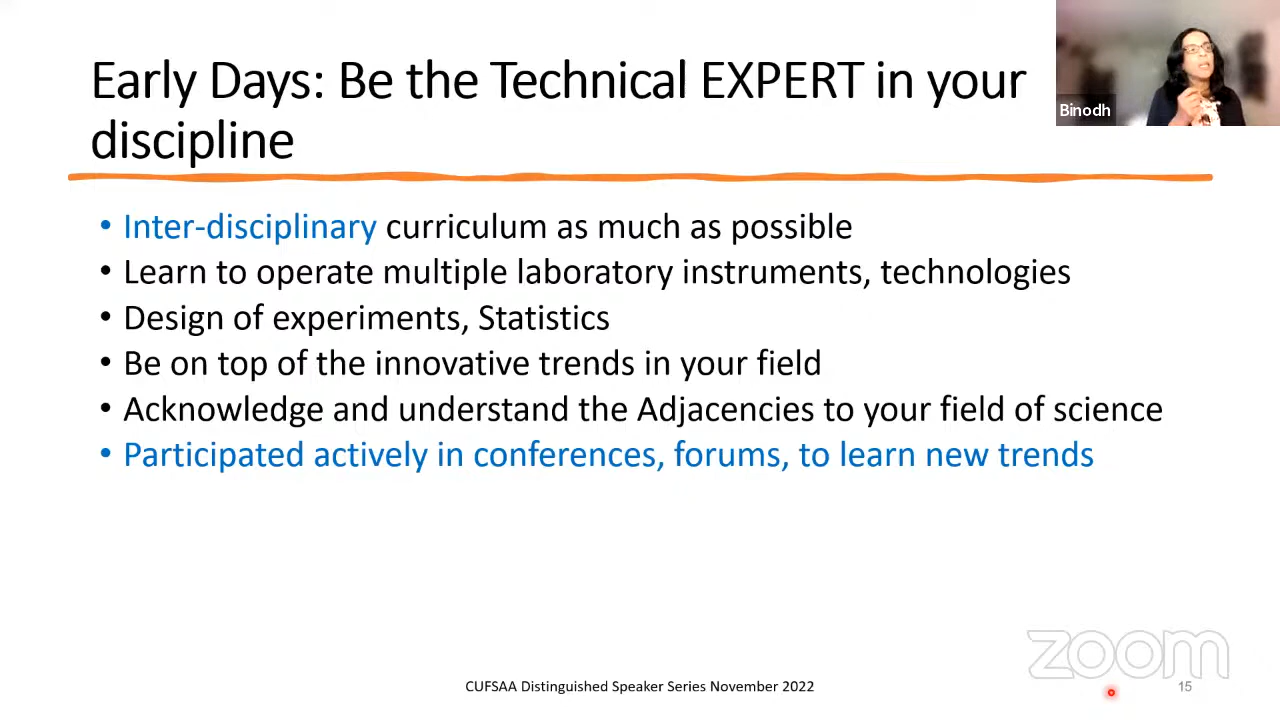 Early Days: Be the Technical EXPERT in your
discipline
Binodh
• Inter-disciplinary curriculum as much as possible
• Learn to operate multiple laboratory instruments, technologies
• Design of experiments, Statistics
• Be on top of the innovative trends in your field
• Acknowledge and understand the Adjacencies to your field of science
• Participated actively in conferences, forums, to learn new trends
zoom
CUFSAA Distinguished Speaker Series November 2022
15